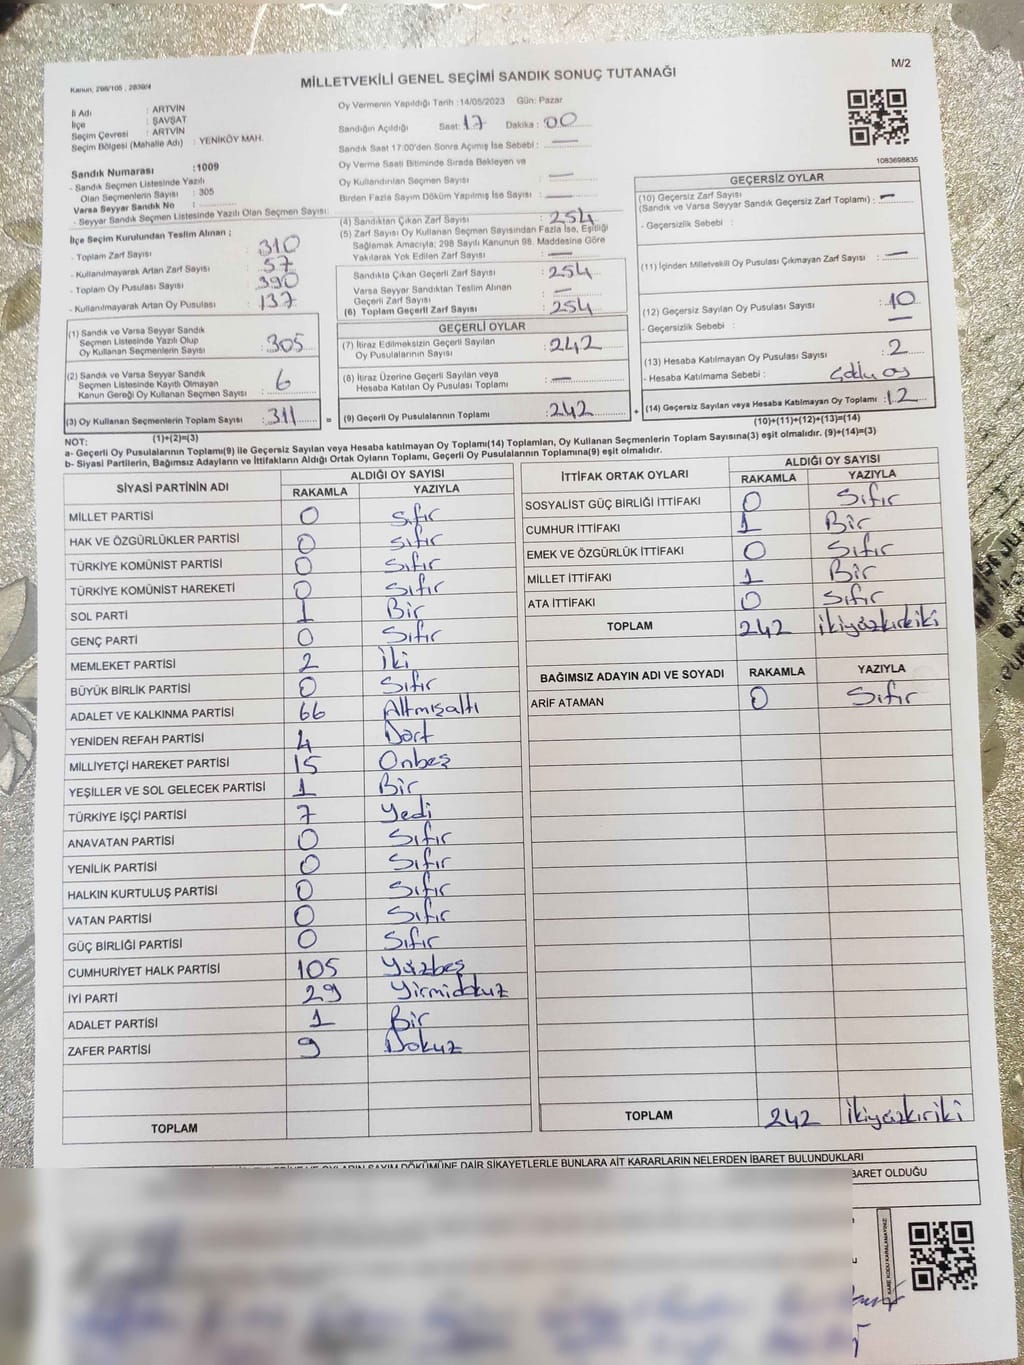 M/2
Kanun, 298/105 , 2839/4
MİLLETVEKİLİ GENEL SEÇİMİ SANDIK SONUÇ TUTANAĞI
İl Adı : ARTVİN
İlçe : ŞAVŞAT
Seçim Çevresi : ARTVİN
Seçim Bölgesi (Mahalle Adı) : YENİKÖY MAH.
Sandık Numarası : 1009
- Sandık Seçmen Listesinde Yazılı
Olan Seçmenlerin Sayısı : 305
Varsa Seyyar Sandık No :
- Seyyar Sandık Seçmen Listesinde Yazılı Olan Seçmen Sayısı:
İlçe Seçim Kurulundan Teslim Alınan ;
- Toplam Zarf Sayısı : 310
- Kullanılmayarak Artan Zarf Sayısı : 57
- Toplam Oy Pusulası Sayısı : 390
- Kullanılmayarak Artan Oy Pusulası : 137
(1) Sandık ve Varsa Seyyar Sandık
Seçmen Listesinde Yazılı Olup
Oy Kullanan Seçmenlerin Sayısı : 305
(2) Sandık ve Varsa Seyyar Sandık
Seçmen Listesinde Kayıtlı Olmayan
Kanun Gereği Oy Kullanan Seçmen Sayısı : 6
(3) Oy Kullanan Seçmenlerin Toplam Sayısı : 311 =
(1)+(2)=(3)
Oy Vermenin Yapıldığı Tarih :14/05/2023 Gün: Pazar
Sandığın Açıldığı Saat: 17 Dakika : 00
Sandık Saat 17:00'den Sonra Açımış İse Sebebi : —
Oy Verme Saati Bitiminde Sırada Bekleyen ve
Oy Kullandırılan Seçmen Sayısı : —
Birden Fazla Sayım Döküm Yapılmış İse Sayısı : —
(4) Sandıktan Çıkan Zarf Sayısı : 254
(5) Zarf Sayısı Oy Kullanan Seçmen Sayısından Fazla İse, Eşitliği
Sağlamak Amacıyla; 298 Sayılı Kanunun 98. Maddesine Göre
Yakılarak Yok Edilen Zarf Sayısı : —
Sandıkta Çıkan Geçerli Zarf Sayısı : 254
Varsa Seyyar Sandıktan Teslim Alınan
Geçerli Zarf Sayısı : —
(6) Toplam Geçerli Zarf Sayısı : 254
GEÇERLİ OYLAR
(7) İtiraz Edilmeksizin Geçerli Sayılan
Oy Pusulalarının Sayısı : 242
(8) İtiraz Üzerine Geçerli Sayılan veya
Hesaba Katılan Oy Pusulası Toplamı : —
(9) Geçerli Oy Pusulalarının Toplamı : 242 +
1083698835
GEÇERSİZ OYLAR
(10) Geçersiz Zarf Sayısı
(Sandık ve Varsa Seyyar Sandık Geçersiz Zarf Toplamı) : —
- Geçersizlik Sebebi :
(11) İçinden Milletvekili Oy Pusulası Çıkmayan Zarf Sayısı : —
(12) Geçersiz Sayılan Oy Pusulası Sayısı : 10
- Geçersizlik Sebebi : —
(13) Hesaba Katılmayan Oy Pusulası Sayısı : 2
- Hesaba Katılmama Sebebi : oy
(14) Geçersiz Sayılan veya Hesaba Katılmayan Oy Toplamı : 12
(10)+(11)+(12)+(13)=(14)
NOT:
a- Geçerli Oy Pusulalarının Toplamı(9) ile Geçersiz Sayılan veya Hesaba katılmayan Oy Toplamı(14) Toplamları, Oy Kullanan Seçmenlerin Toplam Sayısına(3) eşit olmalıdır. (9)+(14)=(3)
b- Siyasi Partilerin, Bağımsız Adayların ve İttifakların Aldığı Ortak Oyların Toplamı, Geçerli Oy Pusulalarının Toplamına(9) eşit olmalıdır.
SİYASİ PARTİNİN ADI ALDIĞI OY SAYISI
RAKAMLA YAZIYLA
MİLLET PARTİSİ 0 Sıfır
HAK VE ÖZGÜRLÜKLER PARTİSİ 0 Sıfır
TÜRKİYE KOMÜNİST PARTİSİ 0 Sıfır
TÜRKİYE KOMÜNİST HAREKETİ 0 Sıfır
SOL PARTİ 1 Bir
GENÇ PARTİ 0 Sıfır
MEMLEKET PARTİSİ 2 İki
BÜYÜK BİRLİK PARTİSİ 0 Sıfır
ADALET VE KALKINMA PARTİSİ 66 Altmışaltı
YENİDEN REFAH PARTİSİ 4 Dört
MİLLİYETÇİ HAREKET PARTİSİ 15 Onbeş
YEŞİLLER VE SOL GELECEK PARTİSİ 1 Bir
TÜRKİYE İŞÇİ PARTİSİ 7 Yedi
ANAVATAN PARTİSİ 0 Sıfır
YENİLİK PARTİSİ 0 Sıfır
HALKIN KURTULUŞ PARTİSİ 0 Sıfır
VATAN PARTİSİ 0 Sıfır
GÜÇ BİRLİĞİ PARTİSİ 0 Sıfır
CUMHURİYET HALK PARTİSİ 105 Yüzbeş
İYİ PARTİ 29 Yirmidokuz
ADALET PARTİSİ 1 Bir
ZAFER PARTİSİ 9 Dokuz
TOPLAM
İTTİFAK ORTAK OYLARI ALDIĞI OY SAYISI
RAKAMLA YAZIYLA
SOSYALİST GÜÇ BİRLİĞİ İTTİFAKI 0 Sıfır
CUMHUR İTTİFAKI 1 Bir
EMEK VE ÖZGÜRLÜK İTTİFAKI 0 Sıfır
MİLLET İTTİFAKI 1 Bir
ATA İTTİFAKI 0 Sıfır
TOPLAM 242 ikiyüzkırkiki
BAĞIMSIZ ADAYIN ADI VE SOYADI RAKAMLA YAZIYLA
ARİF ATAMAN 0 Sıfır
TOPLAM 242 ikiyüzkırıki
DÖKÜMÜNE DAİR ŞİKAYETLERLE BUNLARA AİT KARARLARIN NELERDEN İBARET BULUNDUKLARI
BARET OLDUĞU
KARE KODU KARALAMAYINIZ